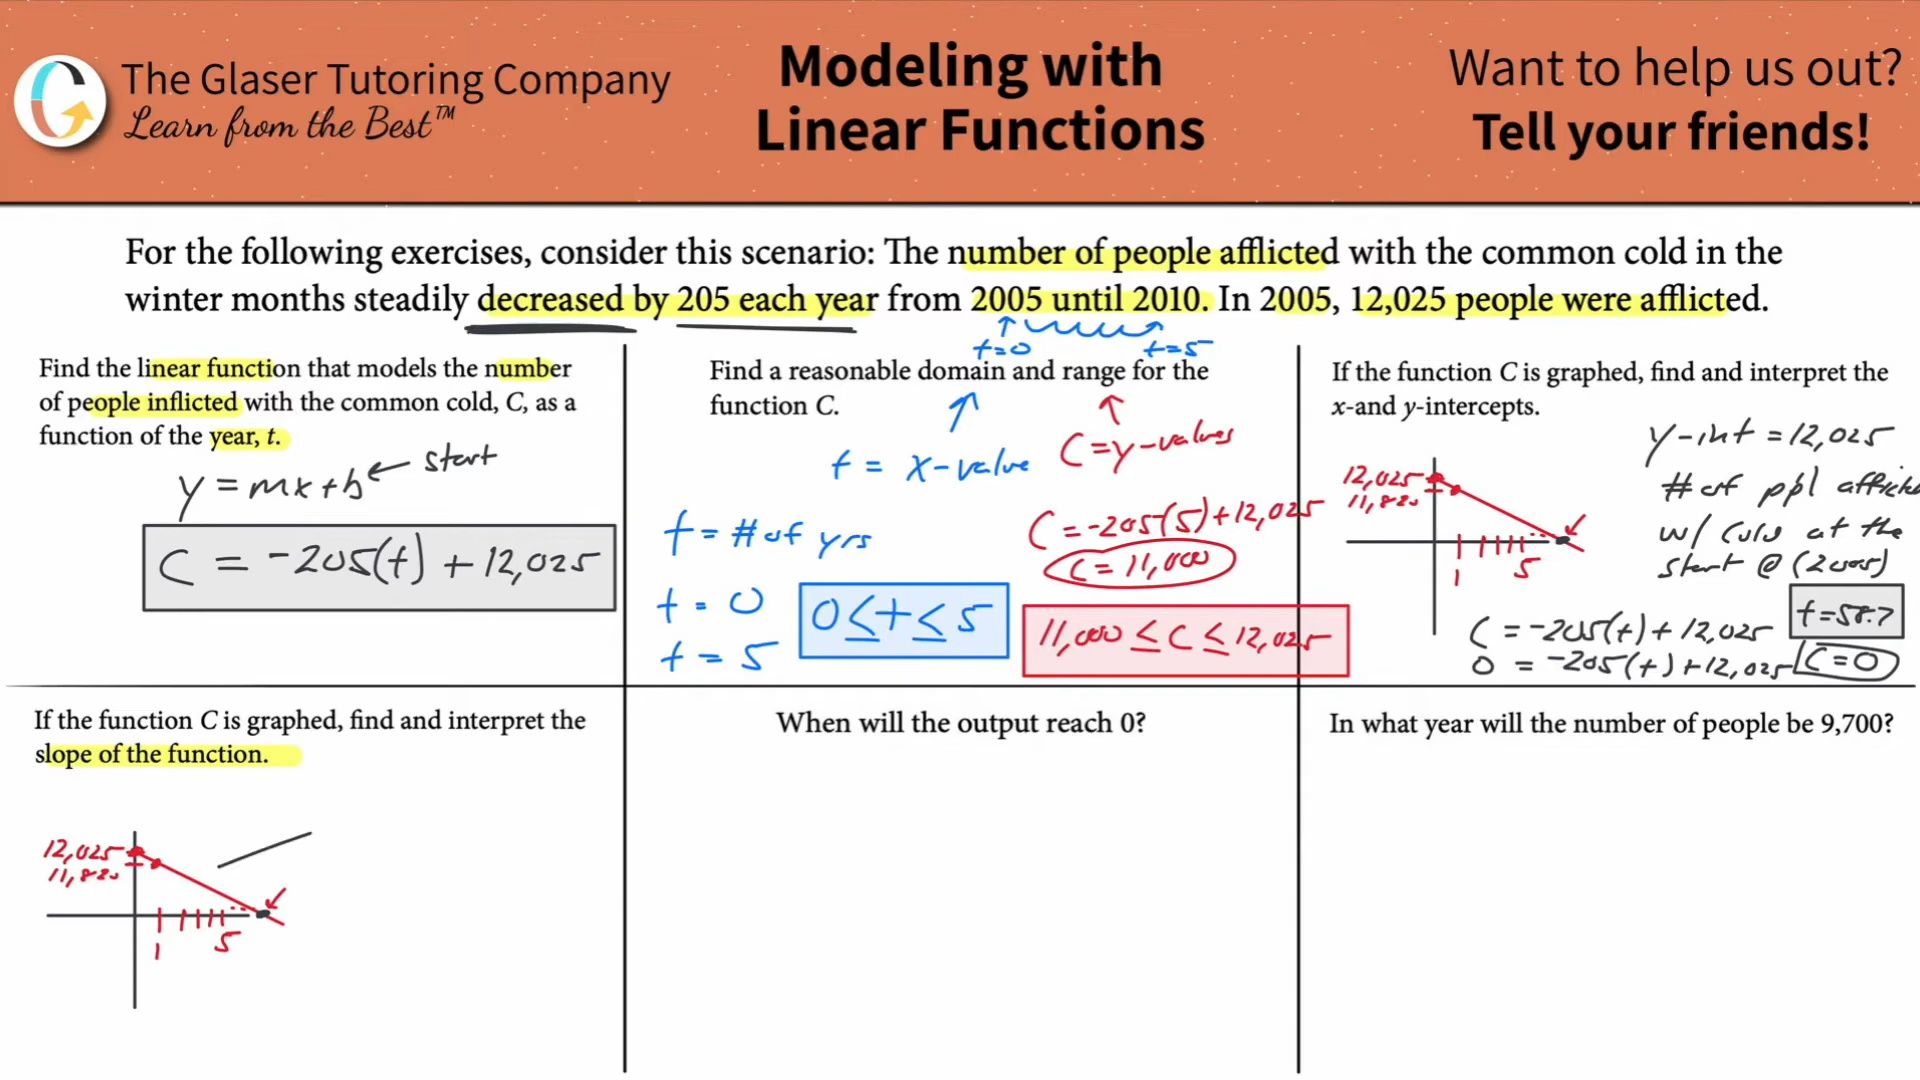 The Glaser Tutoring Company
Learn from the Best™
Modeling with
Linear Functions
Want to help us out?
Tell your friends!
For the following exercises, consider this scenario: The number of people afflicted with the common cold in the
winter months steadily decreased by 205 each year from 2005 until 2010. In 2005, 12,025 people were afflicted.
t=0
t=5
Find the linear function that models the number
of people inflicted with the common cold, C, as a
function of the year, t.
y = mx+b ← start
C = -205(t) + 12,025
Find a reasonable domain and range for the
function C.
t = x-value
C=y-values
t = # of yrs
t = 0
t = 5
0≤t≤5
C=-205(5)+12,025
C=11,000
11,000 ≤ C ≤ 12,025
If the function C is graphed, find and interpret the
x-and y-intercepts.
y-int = 12,025
# of ppl afflicted
w/ cold at the
start @ (2005)
12,025
11,820
1
5
t=58.7
C = -205(t)+12,025
0 = -205(t)+12,025
C=0
If the function C is graphed, find and interpret the
slope of the function.
12,025
11,820
1
5
When will the output reach 0?
In what year will the number of people be 9,700?